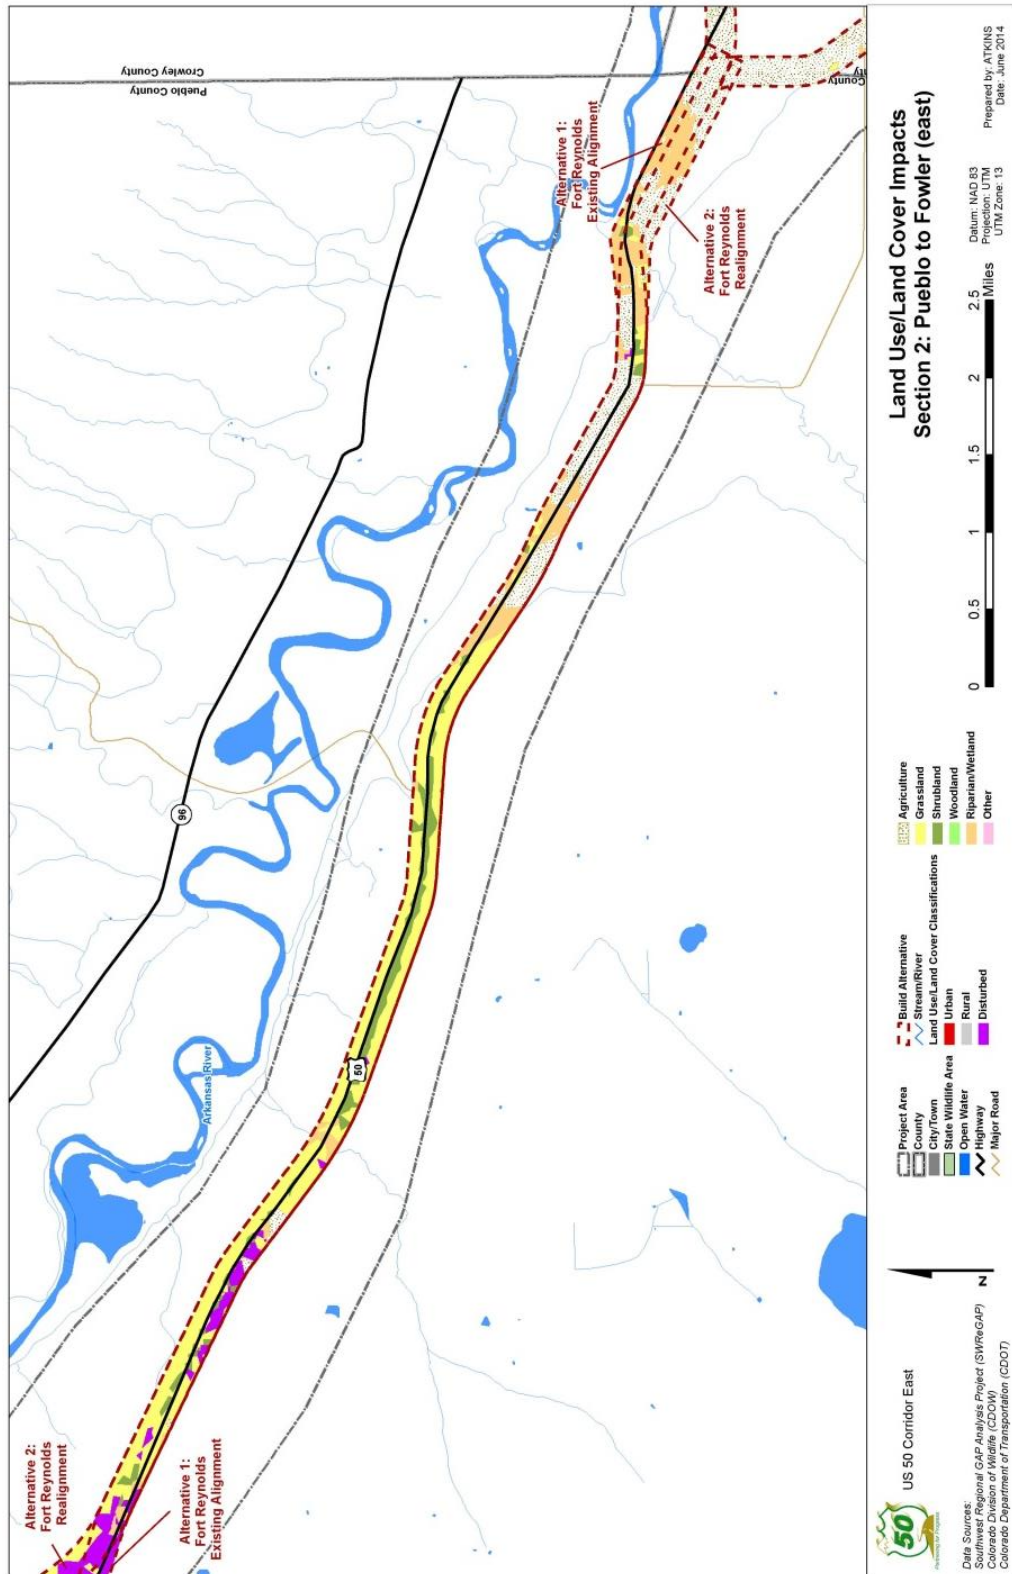 Alternative 2:
Fort Reynolds
Realignment
Alternative 1:
Fort Reynolds
Existing Alignment
Arkansas River
50
96
Pueblo County
Crowley County
Alternative 1:
Fort Reynolds
Existing Alignment
Alternative 2:
Fort Reynolds
Realignment
County
50
US 50 Corridor East
Data Sources:
Southwest Regional GAP Analysis Project (SWReGAP)
Colorado Division of Wildlife (CDOW)
Colorado Department of Transportation (CDOT)
N
Project Area
County
City/Town
State Wildlife Area
Open Water
Highway
Major Road
Build Alternative
Stream/River
Land Use/Land Cover Classifications
Urban
Rural
Disturbed
Agriculture
Grassland
Shrubland
Woodland
Riparian/Wetland
Other
0 0.5 1 1.5 2 2.5
Miles
Land Use/Land Cover Impacts
Section 2: Pueblo to Fowler (east)
Datum: NAD 83
Projection: UTM
UTM Zone: 13
Prepared by: ATKINS
Date: June 2014